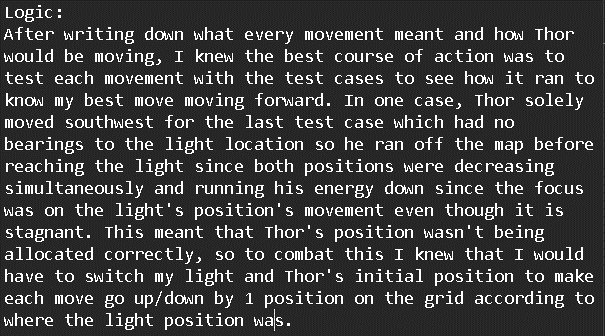 Logic:
After writing down what every movement meant and how Thor
would be moving, I knew the best course of action was to
test each movement with the test cases to see how it ran to
know my best move moving forward. In one case, Thor solely
moved southwest for the last test case which had no
bearings to the light location so he ran off the map before
reaching the light since both positions were decreasing
simultaneously and running his energy down since the focus
was on the light's position's movement even though it is
stagnant. This meant that Thor's position wasn't being
allocated correctly, so to combat this I knew that I would
have to switch my light and Thor's initial position to make
each move go up/down by 1 position on the grid according to
where the light position was.